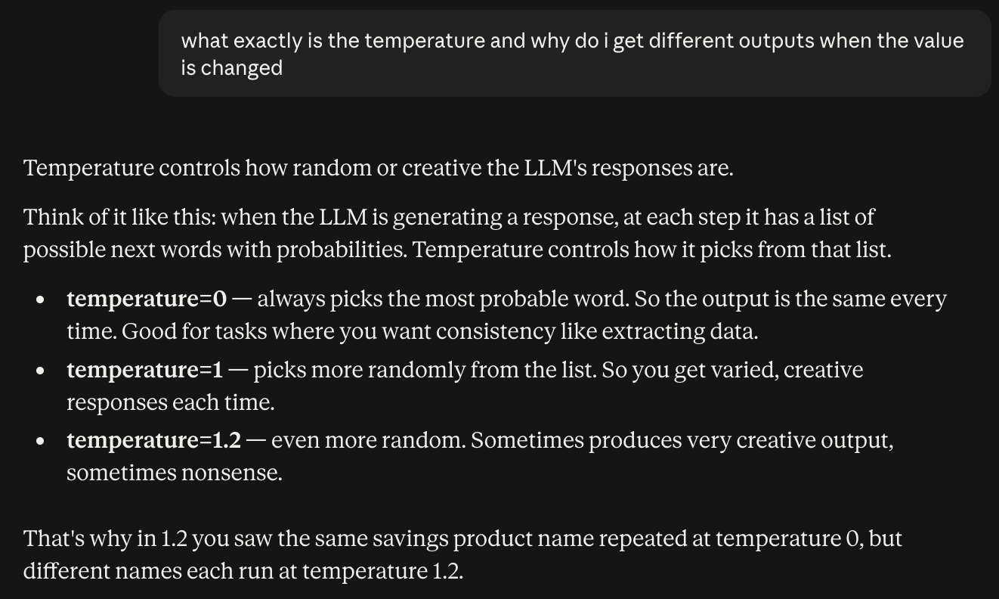 what exactly is the temperature and why do i get different outputs when the value
is changed
Temperature controls how random or creative the LLM's responses are.
Think of it like this: when the LLM is generating a response, at each step it has a list of
possible next words with probabilities. Temperature controls how it picks from that list.
• temperature=0 — always picks the most probable word. So the output is the same every
time. Good for tasks where you want consistency like extracting data.
• temperature=1 — picks more randomly from the list. So you get varied, creative
responses each time.
• temperature=1.2 — even more random. Sometimes produces very creative output,
sometimes nonsense.
That's why in 1.2 you saw the same savings product name repeated at temperature 0, but
different names each run at temperature 1.2.